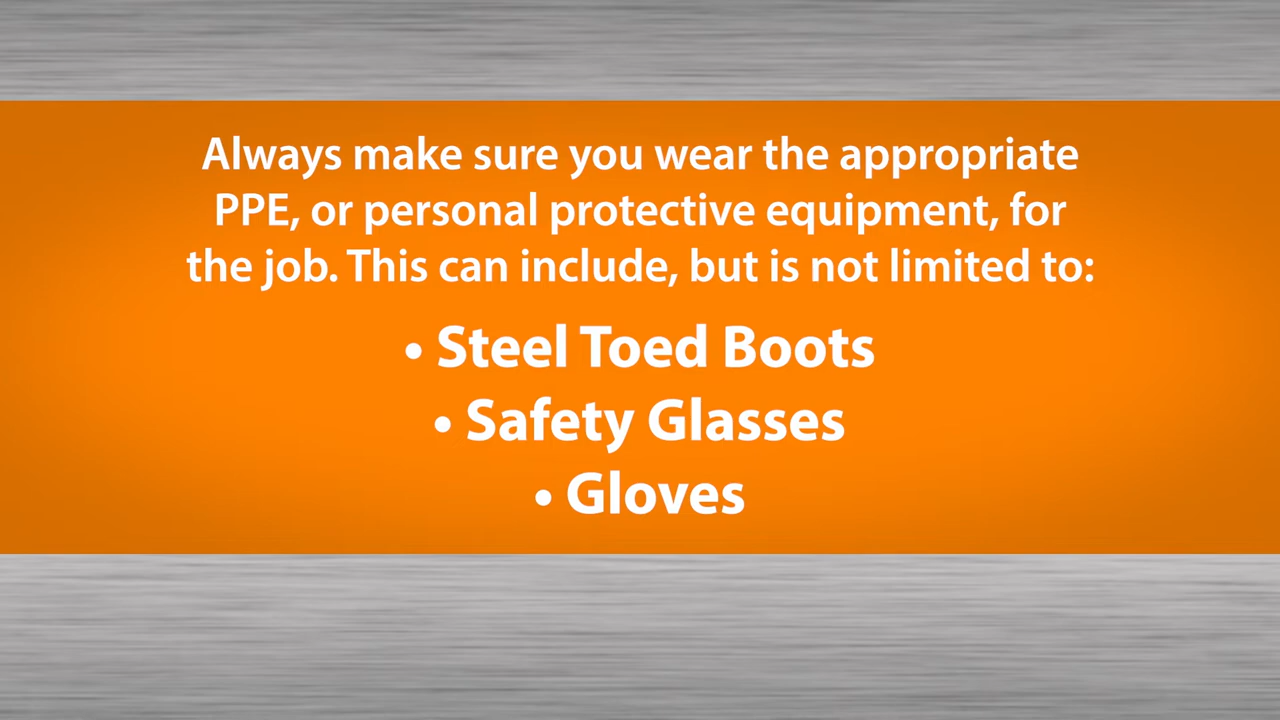 Always make sure you wear the appropriate
PPE, or personal protective equipment, for
the job. This can include, but is not limited to:
• Steel Toed Boots
• Safety Glasses
• Gloves